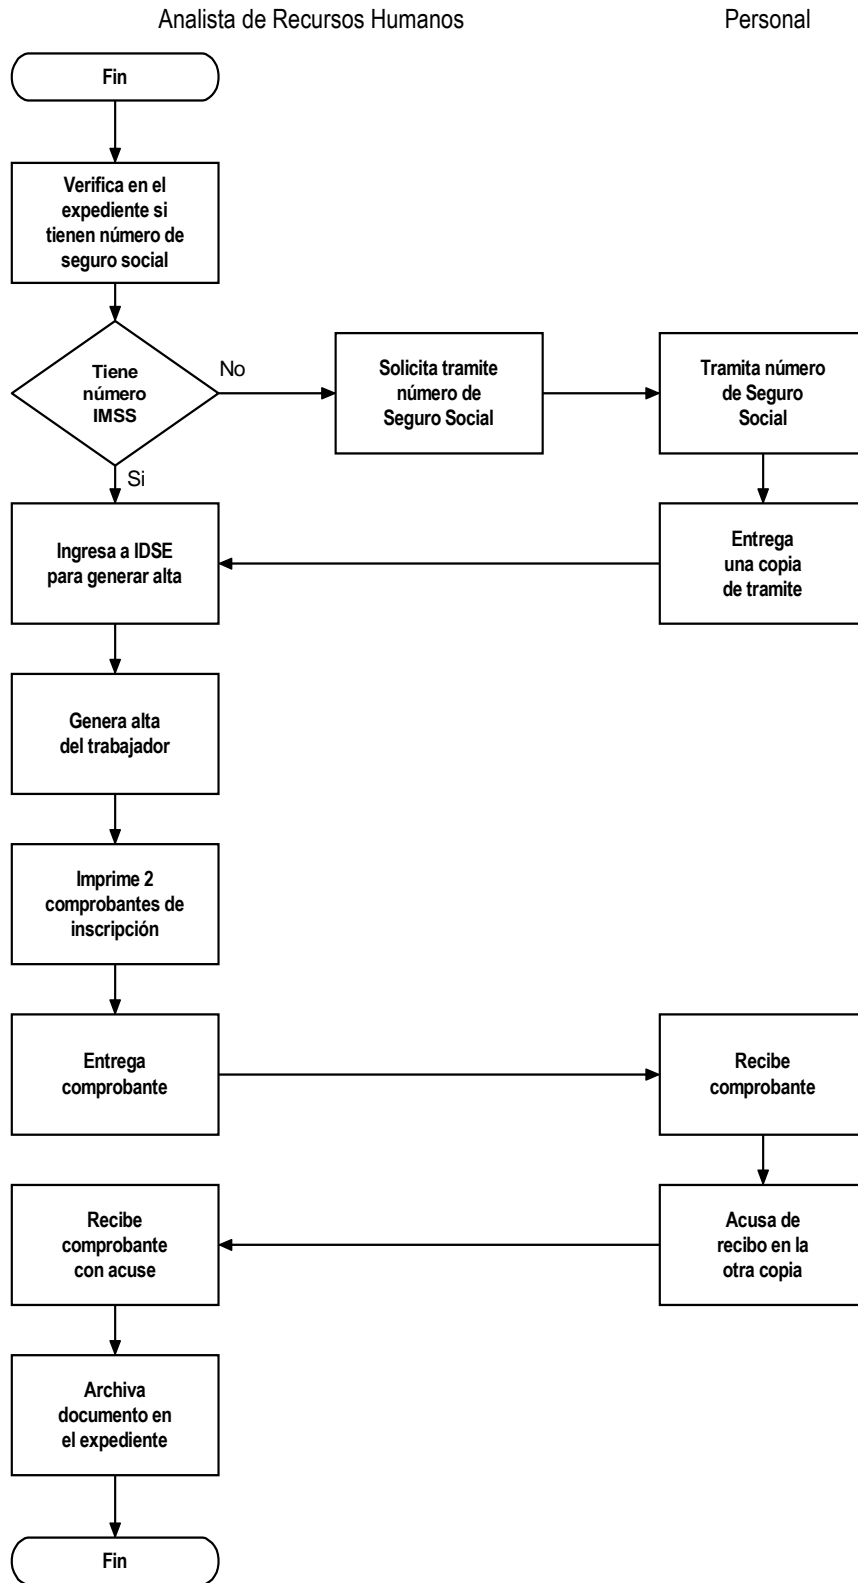 Analista de Recursos Humanos
Personal
Fin
Verifica en el
expediente si
tienen número de
seguro social
Tiene
número
IMSS
No
Solicita tramite
número de
Seguro Social
Tramita número
de Seguro
Social
Si
Ingresa a IDSE
para generar alta
Entrega
una copia
de tramite
Genera alta
del trabajador
Imprime 2
comprobantes de
inscripción
Entrega
comprobante
Recibe
comprobante
Recibe
comprobante
con acuse
Acusa de
recibo en la
otra copia
Archiva
documento en
el expediente
Fin